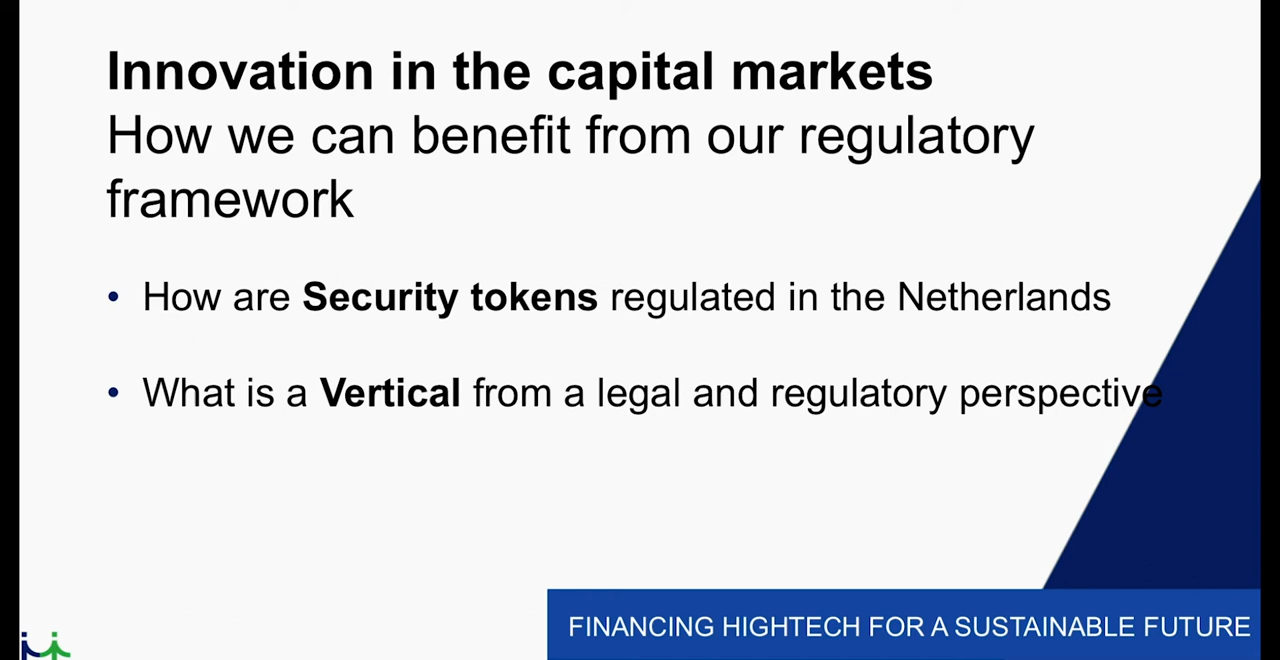 Innovation in the capital markets
How we can benefit from our regulatory
framework
• How are Security tokens regulated in the Netherlands
• What is a Vertical from a legal and regulatory perspective
FINANCING HIGHTECH FOR A SUSTAINABLE FUTURE